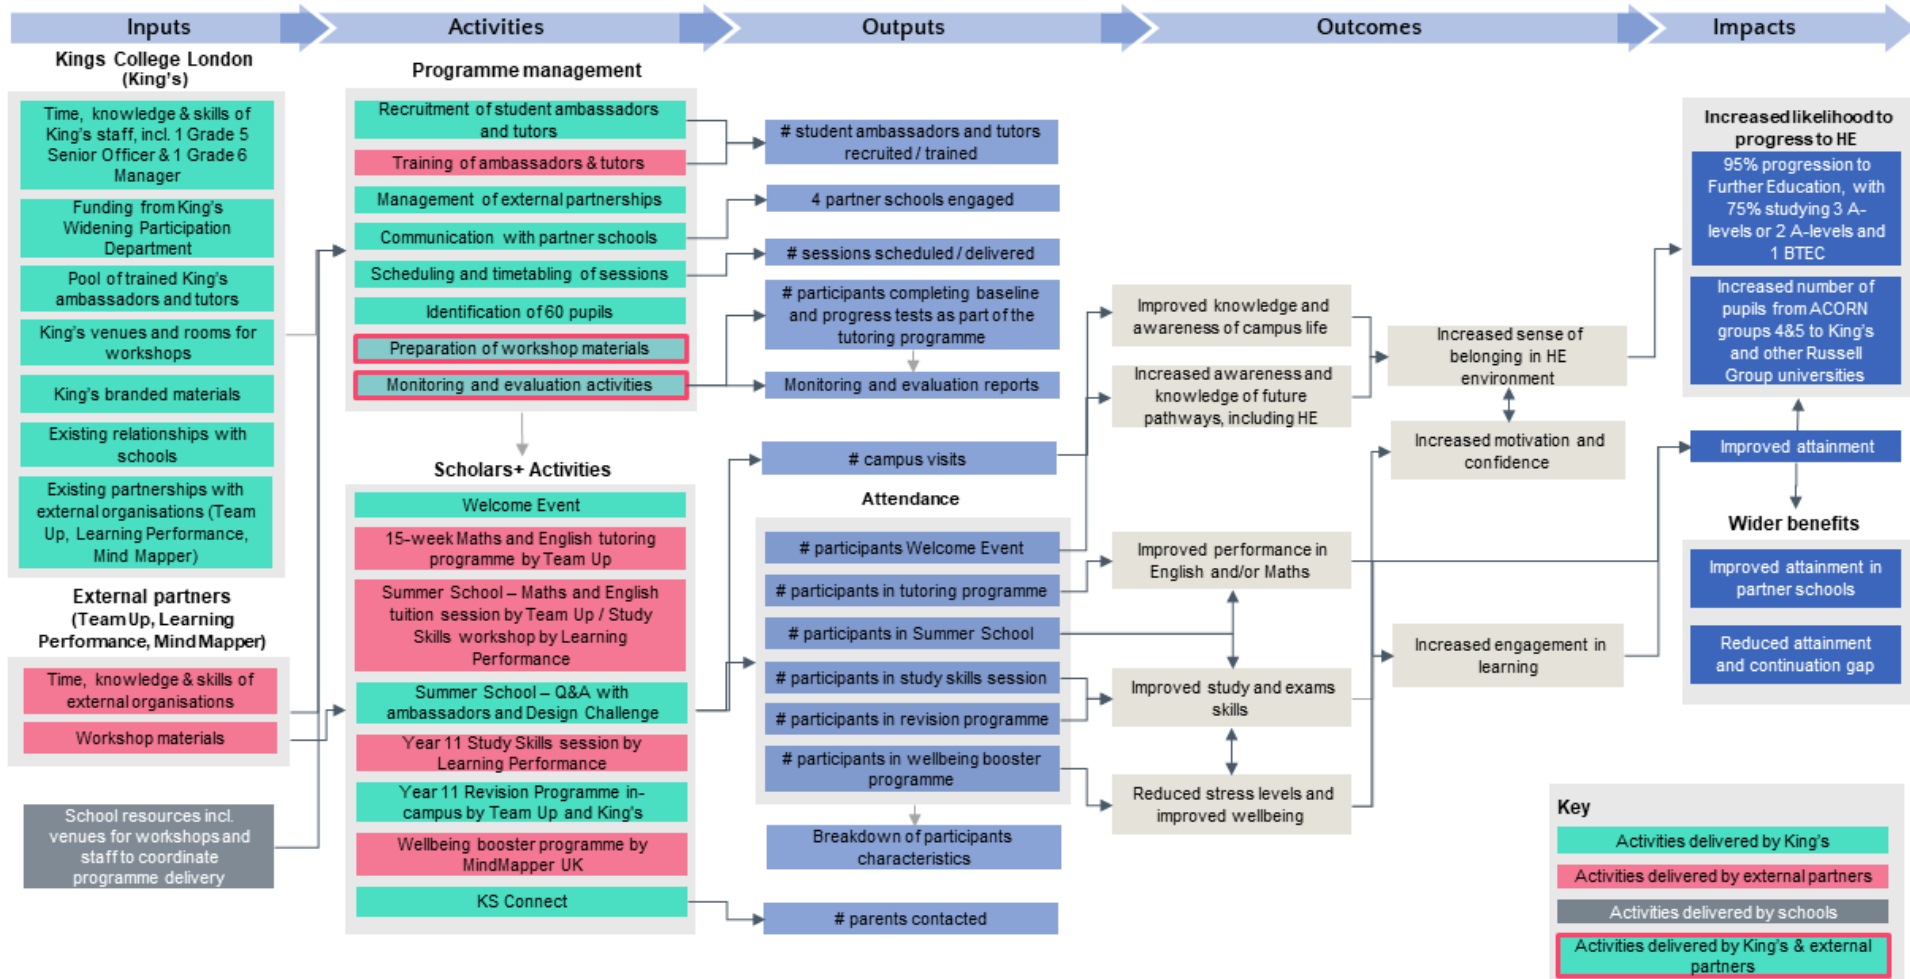 Inputs
Activities
Outputs
Outcomes
Impacts
Kings College London
(King's)
Time, knowledge & skills of
King's staff, incl. 1 Grade 5
Senior Officer & 1 Grade 6
Manager
Funding from King's
Widening Participation
Department
Pool of trained King's
ambassadors and tutors
King's venues and rooms for
workshops
King's branded materials
Existing relationships with
schools
Existing partnerships with
external organisations (Team
Up, Learning Performance,
Mind Mapper)
External partners
(Team Up, Learning
Performance, Mind Mapper)
Time, knowledge & skills of
external organisations
Workshop materials
School resources incl.
venues for workshops and
staff to coordinate
programme delivery
Programme management
Recruitment of student ambassadors
and tutors
Training of ambassadors & tutors
Management of external partnerships
Communication with partner schools
Scheduling and timetabling of sessions
Identification of 60 pupils
Preparation of workshop materials
Monitoring and evaluation activities
Scholars+ Activities
Welcome Event
15-week Maths and English tutoring
programme by Team Up
Summer School – Maths and English
tuition session by Team Up / Study
Skills workshop by Learning
Performance
Summer School – Q&A with
ambassadors and Design Challenge
Year 11 Study Skills session by
Learning Performance
Year 11 Revision Programme in-
campus by Team Up and King's
Wellbeing booster programme by
MindMapper UK
KS Connect
# student ambassadors and tutors
recruited / trained
4 partner schools engaged
# sessions scheduled / delivered
# participants completing baseline
and progress tests as part of the
tutoring programme
Monitoring and evaluation reports
# campus visits
Attendance
# participants Welcome Event
# participants in tutoring programme
# participants in Summer School
# participants in study skills session
# participants in revision programme
# participants in wellbeing booster
programme
Breakdown of participants
characteristics
# parents contacted
Improved knowledge and
awareness of campus life
Increased awareness and
knowledge of future
pathways, including HE
Improved performance in
English and/or Maths
Improved study and exams
skills
Reduced stress levels and
improved wellbeing
Increased sense of
belonging in HE
environment
Increased motivation and
confidence
Increased engagement in
learning
Increased likelihood to
progress to HE
95% progression to
Further Education, with
75% studying 3 A-
levels or 2 A-levels and
1 BTEC
Increased number of
pupils from ACORN
groups 4&5 to King's
and other Russell
Group universities
Improved attainment
Wider benefits
Improved attainment in
partner schools
Reduced attainment
and continuation gap
Key
Activities delivered by King's
Activities delivered by external partners
Activities delivered by schools
Activities delivered by King's & external
partners